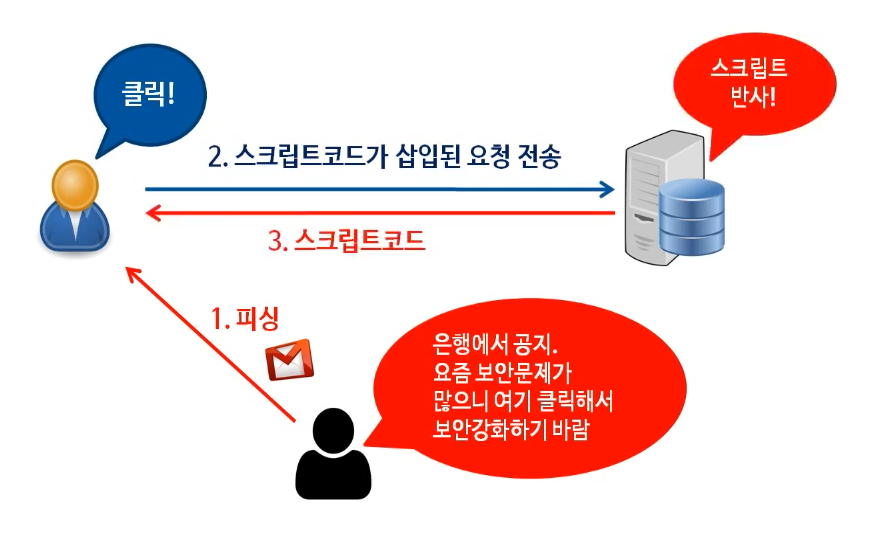 클릭!
스크립트
반사!
2. 스크립트코드가 삽입된 요청 전송
3. 스크립트코드
1. 피싱
은행에서 공지.
요즘 보안문제가
많으니 여기 클릭해서
보안강화하기 바람